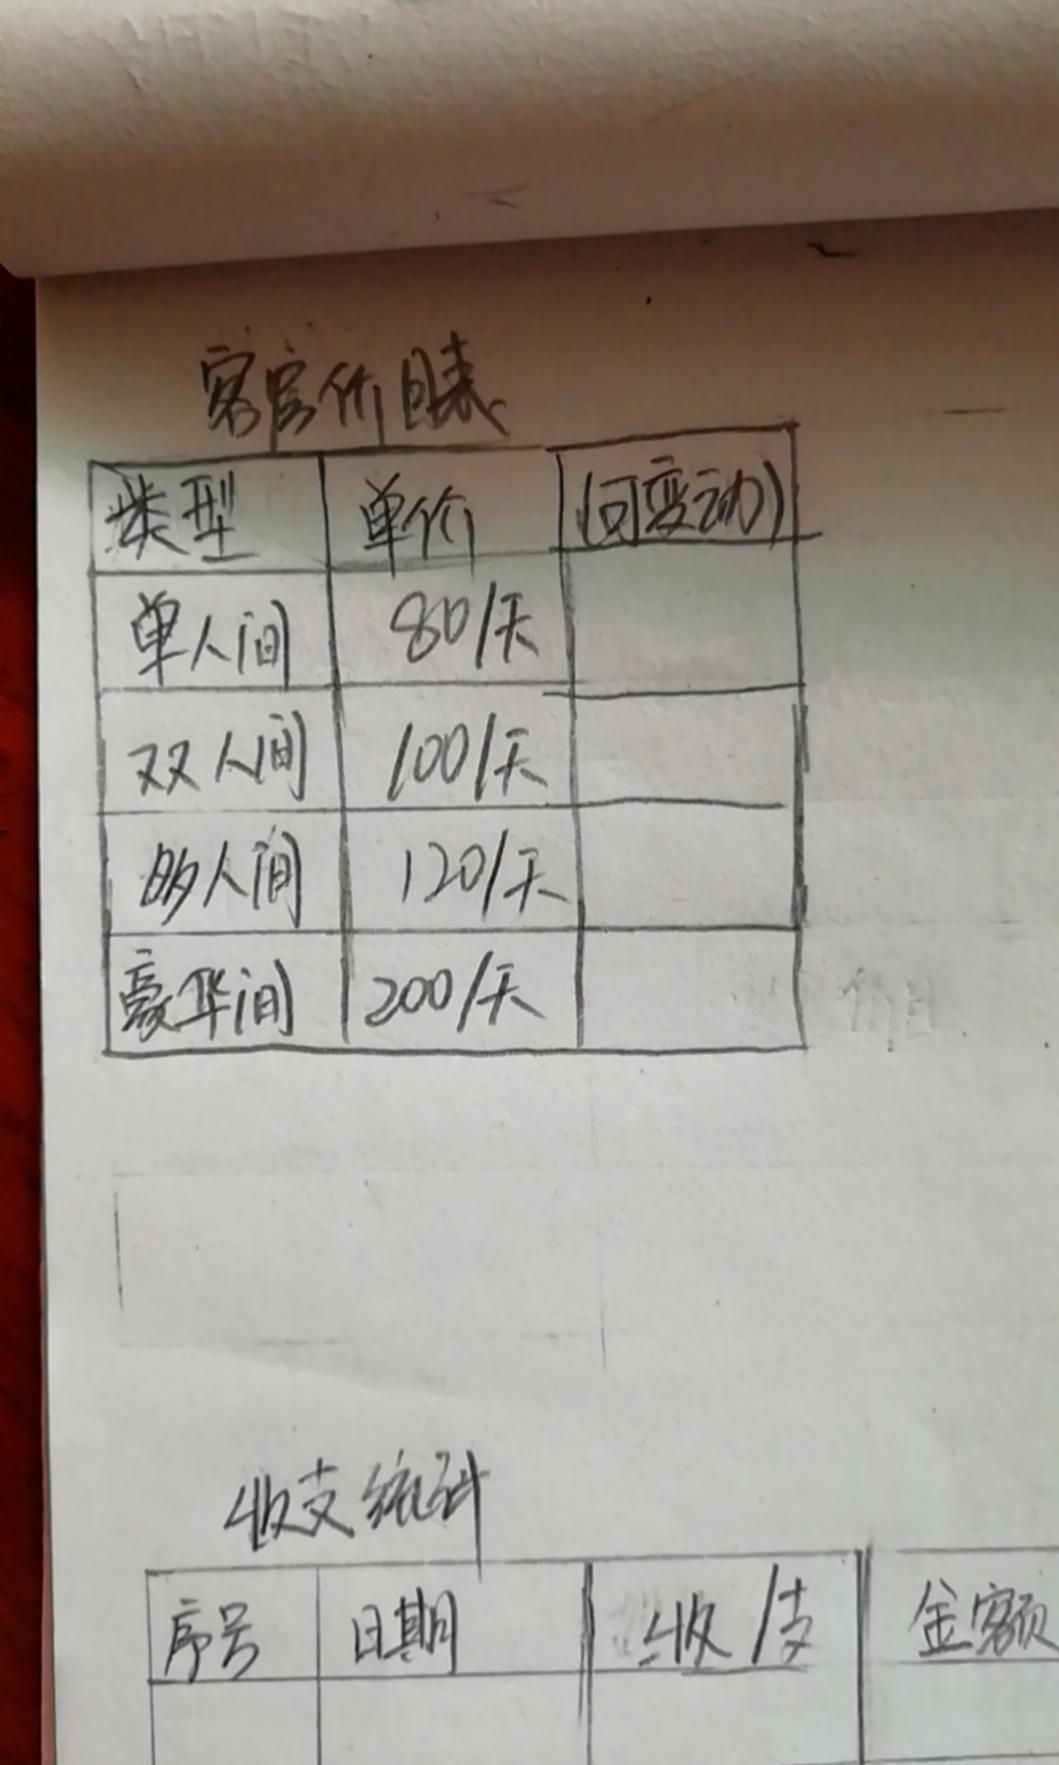 客官价目表
类型 单价 (可变动)
单人间 80/天
双人间 100/天
多人间 120/天
豪华间 200/天
收支统计
序号 日期 收/支 金额